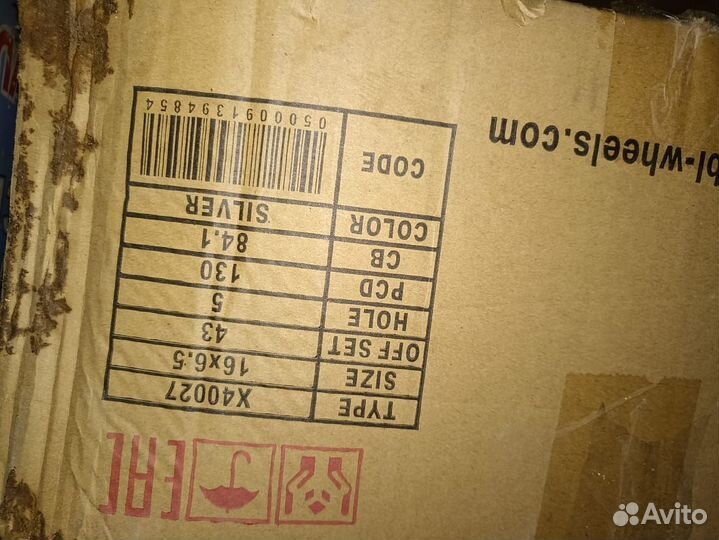 TYPE X40027
SIZE 16x6.5
OFF SET 43
HOLE 5
PCD 130
CB 84.1
COLOR SILVER
CODE
0500091394854
bl-wheels.com
EAC
Avito